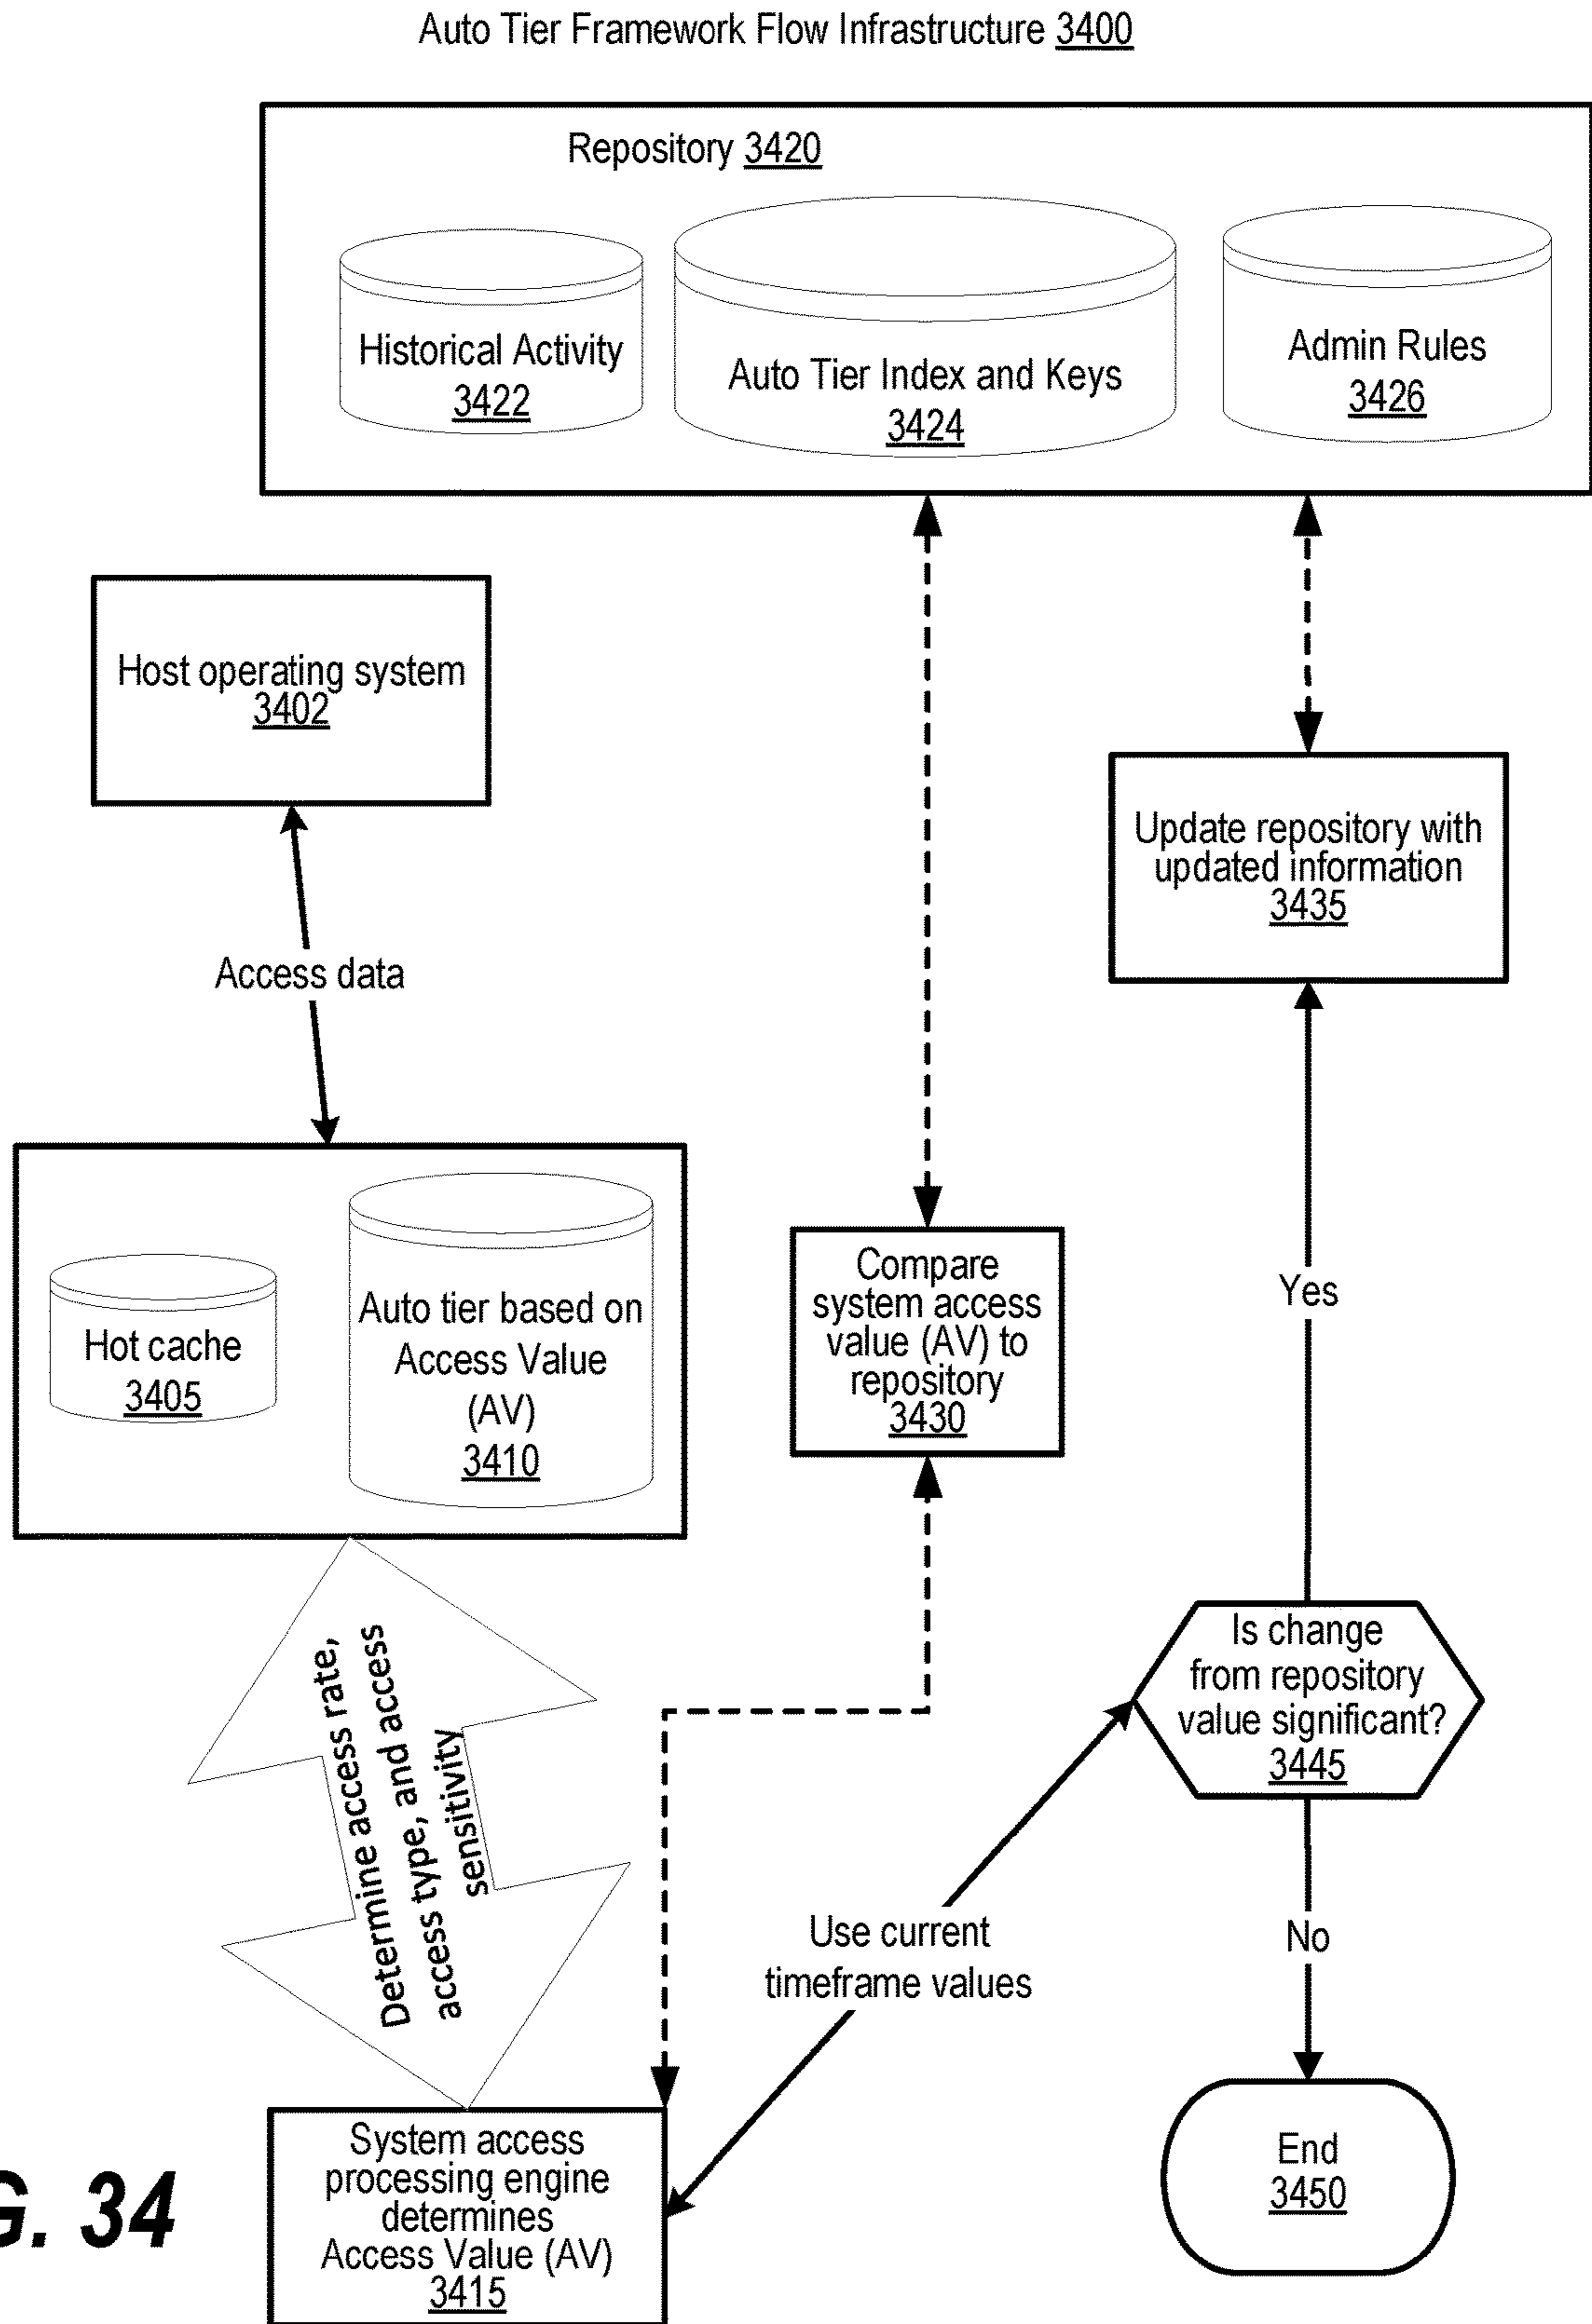 Auto Tier Framework Flow Infrastructure 3400
Repository 3420
Historical Activity
3422
Auto Tier Index and Keys
3424
Admin Rules
3426
Host operating system
3402
Update repository with
updated information
3435
Access data
Hot cache
3405
Auto tier based on
Access Value
(AV)
3410
Compare
system access
value (AV) to
repository
3430
Yes
Determine access rate,
access type, and access
sensitivity
Is change
from repository
value significant?
3445
Use current
timeframe values
No
System access
processing engine
determines
Access Value (AV)
3415
End
3450
G. 34